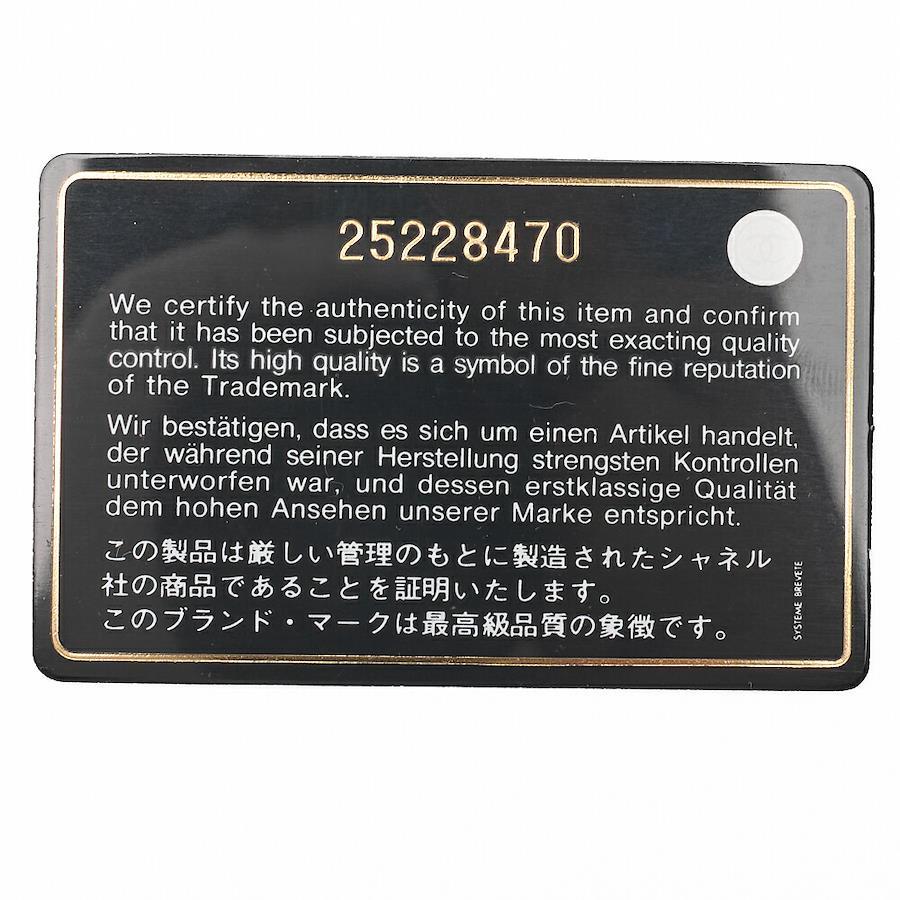 25228470
We certify the authenticity of this item and confirm
that it has been subjected to the most exacting quality
control. Its high quality is a symbol of the fine reputation
of the Trademark.
Wir bestätigen, dass es sich um einen Artikel handelt,
der während seiner Herstellung strengsten Kontrollen
unterworfen war, und dessen erstklassige Qualität
dem hohen Ansehen unserer Marke entspricht.
この製品は厳しい管理のもとに製造されたシャネル
社の商品であることを証明いたします。
このブランド・マークは最高級品質の象徴です。
SYSTEME BREVETE